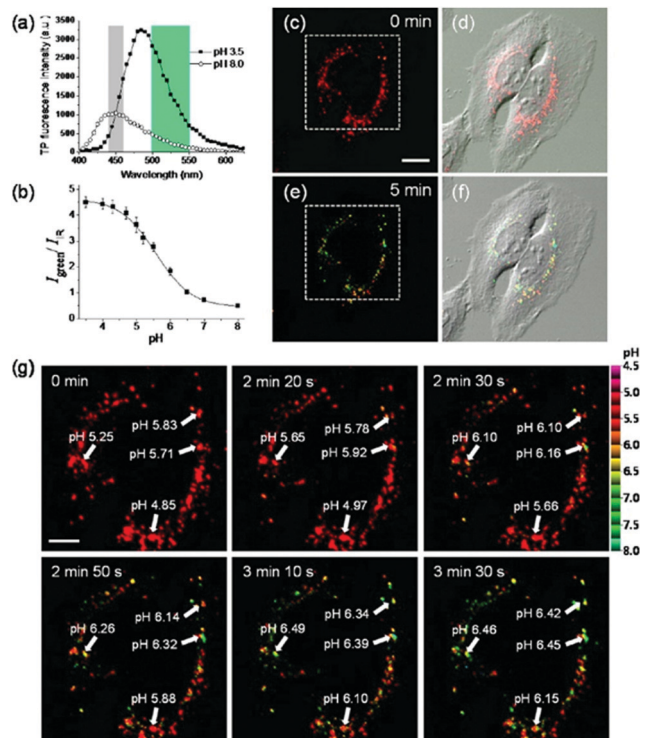 (a)
TP fluorescence intensity (a.u.)
3500
3000
2500
2000
1500
1000
500
0
pH 3.5
pH 8.0
400 450 500 550 600
Wavelength (nm)
(b)
Igreen / IIR
5
4
3
2
1
0
4 5 6 7 8
pH
(c)
0 min
(d)
(e)
5 min
(f)
(g)
0 min
pH 5.25
pH 5.83
pH 5.71
pH 4.85
2 min 20 s
pH 5.65
pH 5.78
pH 5.92
pH 4.97
2 min 30 s
pH 6.10
pH 6.10
pH 6.16
pH 5.66
pH
4.5
5.0
5.5
6.0
6.5
7.0
7.5
8.0
2 min 50 s
pH 6.26
pH 6.14
pH 6.32
pH 5.88
3 min 10 s
pH 6.49
pH 6.34
pH 6.39
pH 6.10
3 min 30 s
pH 6.46
pH 6.42
pH 6.45
pH 6.15